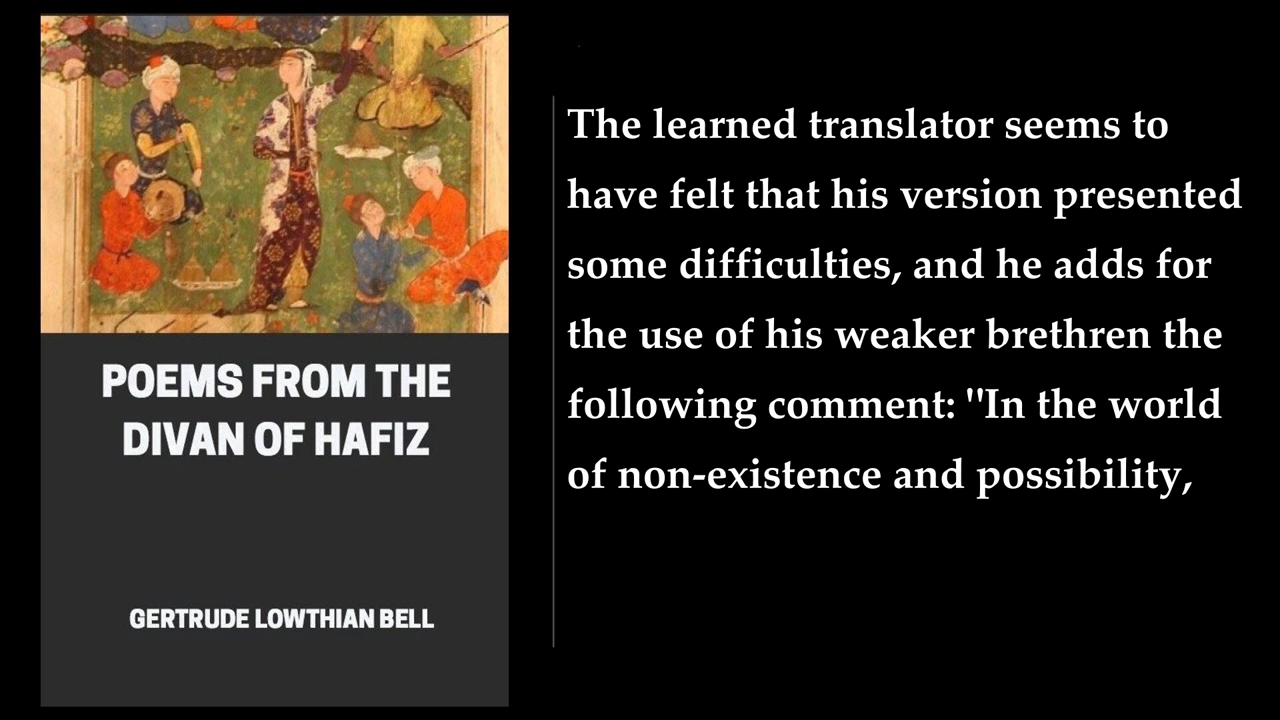 POEMS FROM THE
DIVAN OF HAFIZ
GERTRUDE LOWTHIAN BELL
The learned translator seems to
have felt that his version presented
some difficulties, and he adds for
the use of his weaker brethren the
following comment: "In the world
of non-existence and possibility,